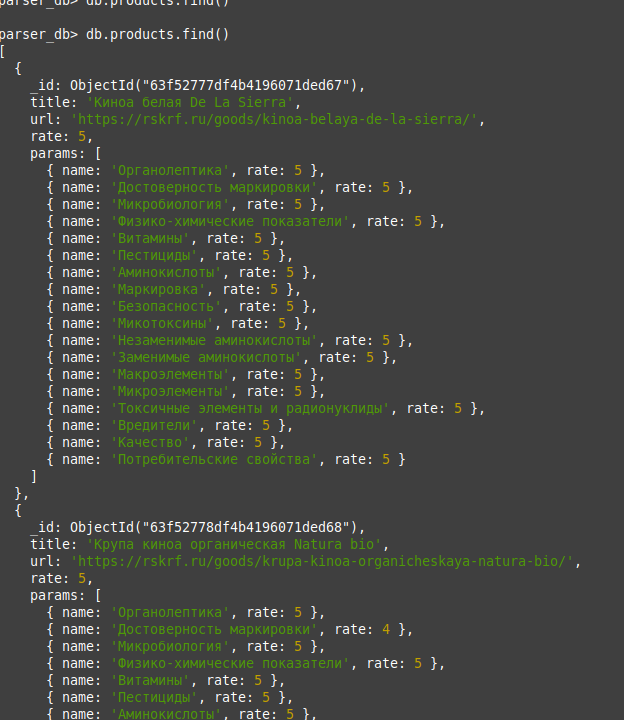 parser_db> db.products.find()
parser_db> db.products.find()
[
  {
    _id: ObjectId("63f52777df4b4196071ded67"),
    title: 'Киноа белая De La Sierra',
    url: 'https://rskrf.ru/goods/kinoa-belaya-de-la-sierra/',
    rate: 5,
    params: [
      { name: 'Органолептика', rate: 5 },
      { name: 'Достоверность маркировки', rate: 5 },
      { name: 'Микробиология', rate: 5 },
      { name: 'Физико-химические показатели', rate: 5 },
      { name: 'Витамины', rate: 5 },
      { name: 'Пестициды', rate: 5 },
      { name: 'Аминокислоты', rate: 5 },
      { name: 'Маркировка', rate: 5 },
      { name: 'Безопасность', rate: 5 },
      { name: 'Микотоксины', rate: 5 },
      { name: 'Незаменимые аминокислоты', rate: 5 },
      { name: 'Заменимые аминокислоты', rate: 5 },
      { name: 'Макроэлементы', rate: 5 },
      { name: 'Микроэлементы', rate: 5 },
      { name: 'Токсичные элементы и радионуклиды', rate: 5 },
      { name: 'Вредители', rate: 5 },
      { name: 'Качество', rate: 5 },
      { name: 'Потребительские свойства', rate: 5 }
    ]
  },
  {
    _id: ObjectId("63f52778df4b4196071ded68"),
    title: 'Крупа киноа органическая Natura bio',
    url: 'https://rskrf.ru/goods/krupa-kinoa-organicheskaya-natura-bio/',
    rate: 5,
    params: [
      { name: 'Органолептика', rate: 5 },
      { name: 'Достоверность маркировки', rate: 4 },
      { name: 'Микробиология', rate: 5 },
      { name: 'Физико-химические показатели', rate: 5 },
      { name: 'Витамины', rate: 5 },
      { name: 'Пестициды', rate: 5 },
      { name: 'Аминокислоты', rate: 5 },